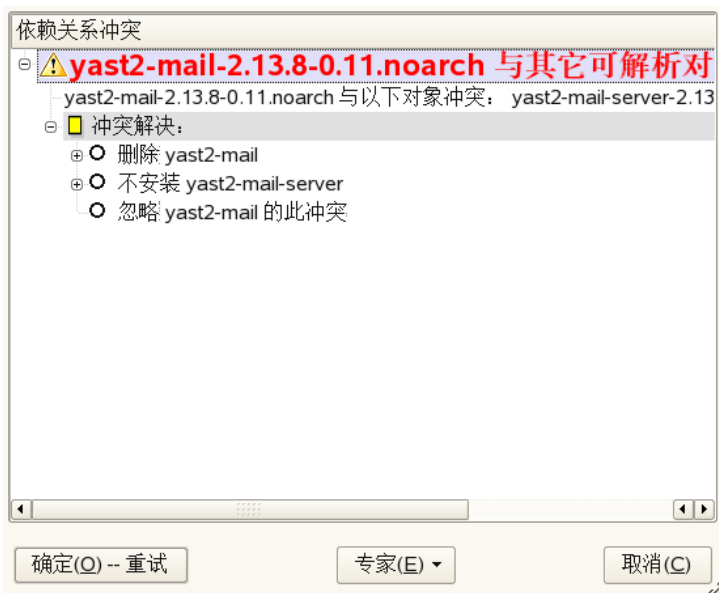 依赖关系冲突
yast2-mail-2.13.8-0.11.noarch 与其它可解析对
yast2-mail-2.13.8-0.11.noarch 与以下对象冲突： yast2-mail-server-2.13
冲突解决：
删除 yast2-mail
不安装 yast2-mail-server
忽略 yast2-mail 的此冲突
确定(O) -- 重试 专家(E) 取消(C)